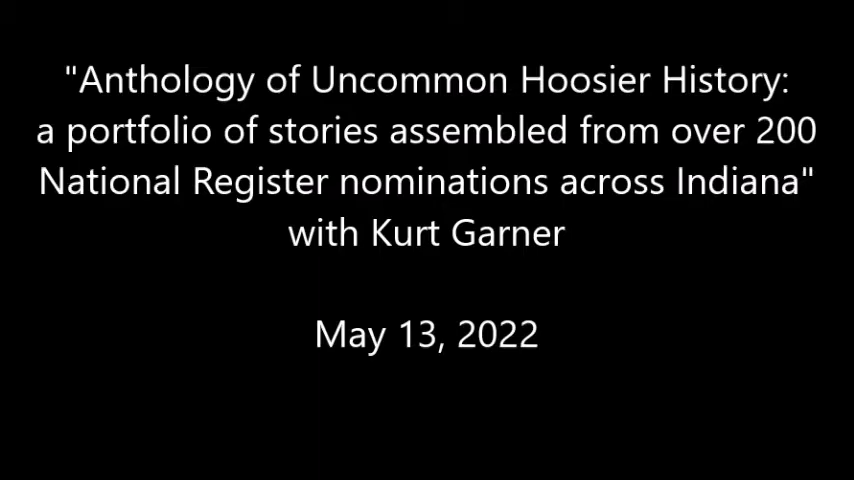 "Anthology of Uncommon Hoosier History:
a portfolio of stories assembled from over 200
National Register nominations across Indiana"
with Kurt Garner
May 13, 2022